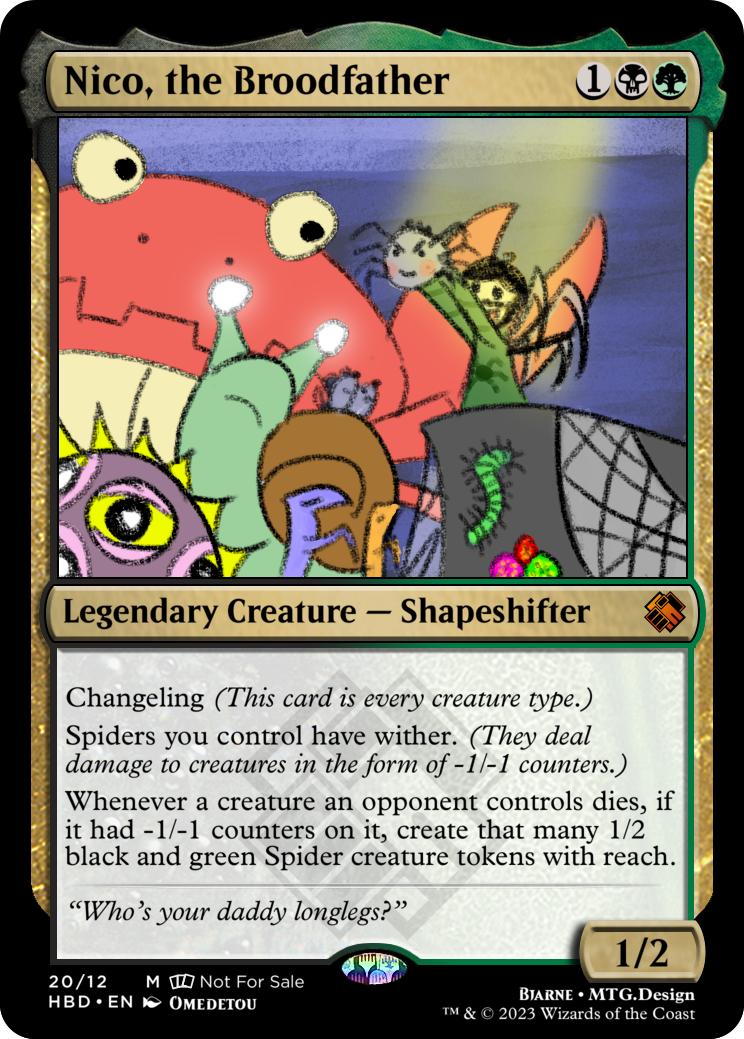 Nico, the Broodfather 1
Legendary Creature — Shapeshifter
Changeling (This card is every creature type.)
Spiders you control have wither. (They deal
damage to creatures in the form of -1/-1 counters.)
Whenever a creature an opponent controls dies, if
it had -1/-1 counters on it, create that many 1/2
black and green Spider creature tokens with reach.
“Who’s your daddy longlegs?”
1/2
20/12 M Not For Sale
HBD • EN Omedetou
Bjarne • MTG.Design
™ & © 2023 Wizards of the Coast